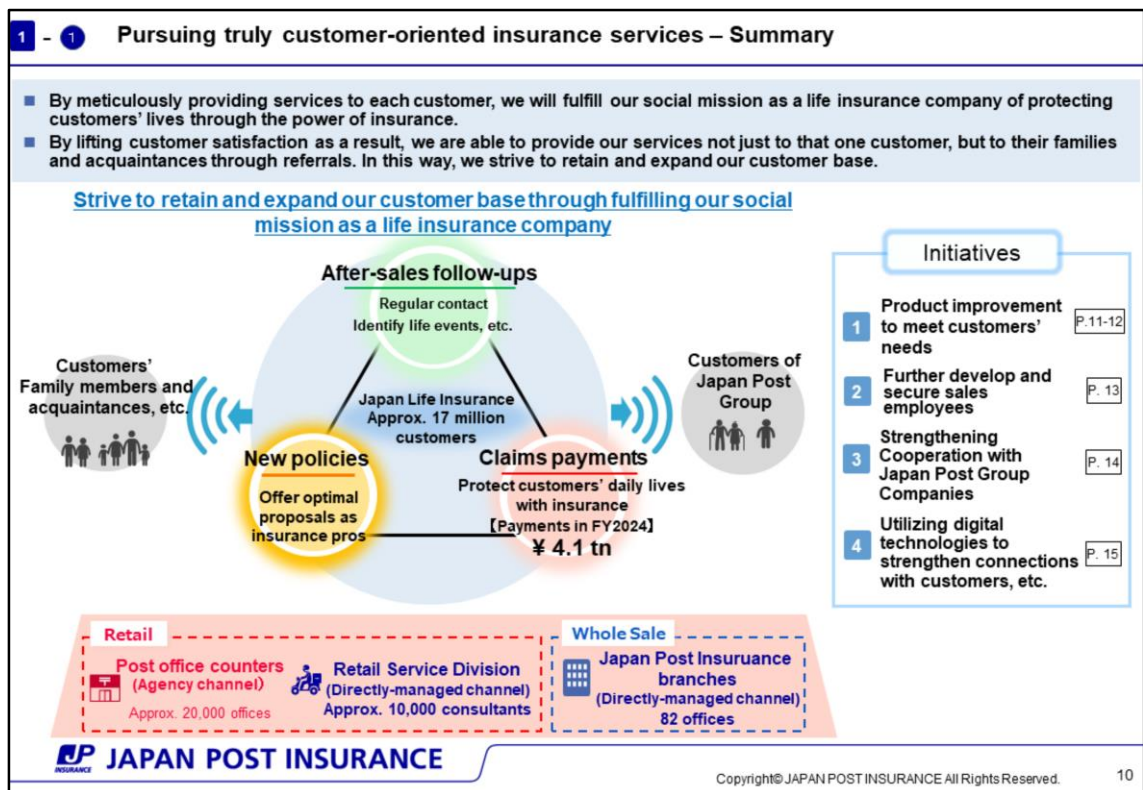 1 - 1 Pursuing truly customer-oriented insurance services – Summary
■ By meticulously providing services to each customer, we will fulfill our social mission as a life insurance company of protecting
customers' lives through the power of insurance.
■ By lifting customer satisfaction as a result, we are able to provide our services not just to that one customer, but to their families
and acquaintances through referrals. In this way, we strive to retain and expand our customer base.
Strive to retain and expand our customer base through fulfilling our social
mission as a life insurance company
After-sales follow-ups
Regular contact
Identify life events, etc.
Customers'
Family members and
acquaintances, etc.
Japan Life Insurance
Approx. 17 million
customers
Customers of
Japan Post
Group
New policies
Offer optimal
proposals as
insurance pros
Claims payments
Protect customers' daily lives
with insurance
【Payments in FY2024】
¥ 4.1 tn
Initiatives
1 Product improvement
to meet customers'
needs
P.11-12
2 Further develop and
secure sales
employees
P. 13
3 Strengthening
Cooperation with
Japan Post Group
Companies
P. 14
4 Utilizing digital
technologies to
strengthen connections
with customers, etc.
P. 15
Retail
Post office counters
(Agency channel)
Approx. 20,000 offices
Retail Service Division
(Directly-managed channel)
Approx. 10,000 consultants
Whole Sale
Japan Post Insuruance
branches
(Directly-managed channel)
82 offices
JP INSURANCE JAPAN POST INSURANCE
Copyright© JAPAN POST INSURANCE All Rights Reserved.
10